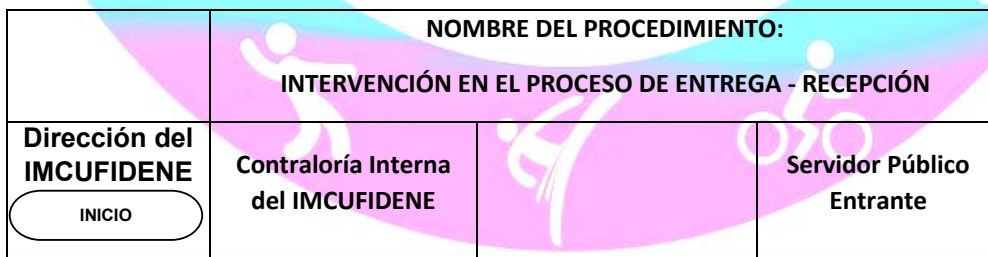 NOMBRE DEL PROCEDIMIENTO:
INTERVENCIÓN EN EL PROCESO DE ENTREGA - RECEPCIÓN
Dirección del
IMCUFIDENE
INICIO
Contraloría Interna
del IMCUFIDENE
Servidor Público
Entrante